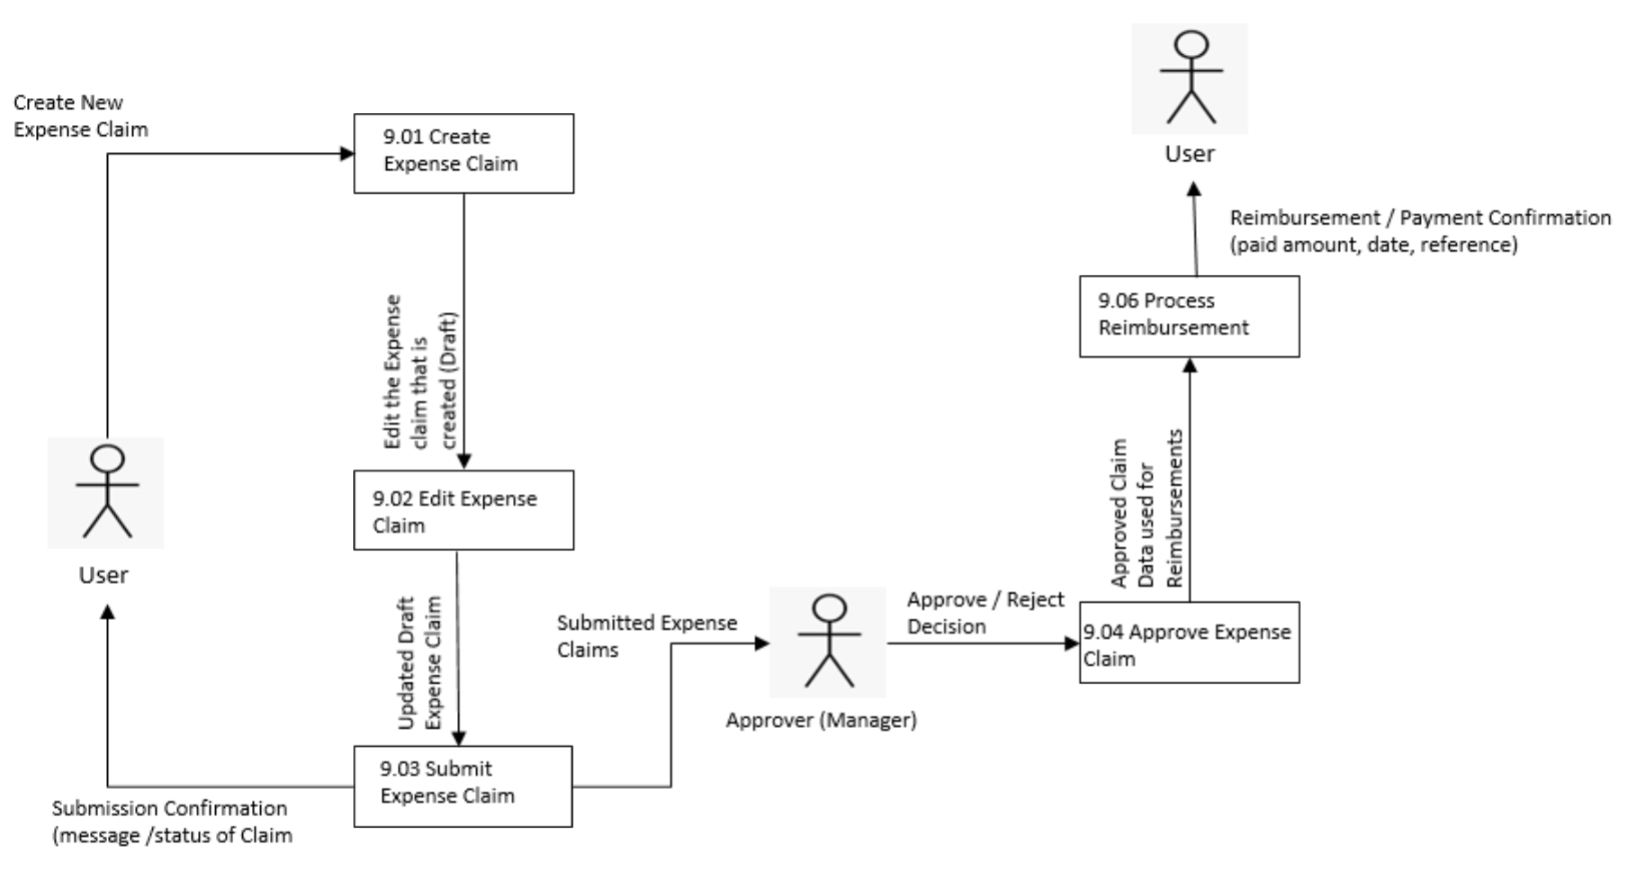 Create New
Expense Claim
9.01 Create
Expense Claim
User
Reimbursement / Payment Confirmation
(paid amount, date, reference)
9.06 Process
Reimbursement
Edit the Expense
claim that is
created (Draft)
Approved Claim
Data used for
Reimbursements
9.02 Edit Expense
Claim
User
Updated Draft
Expense Claim
Submitted Expense
Claims
Approve / Reject
Decision
9.04 Approve Expense
Claim
Approver (Manager)
9.03 Submit
Expense Claim
Submission Confirmation
(message /status of Claim